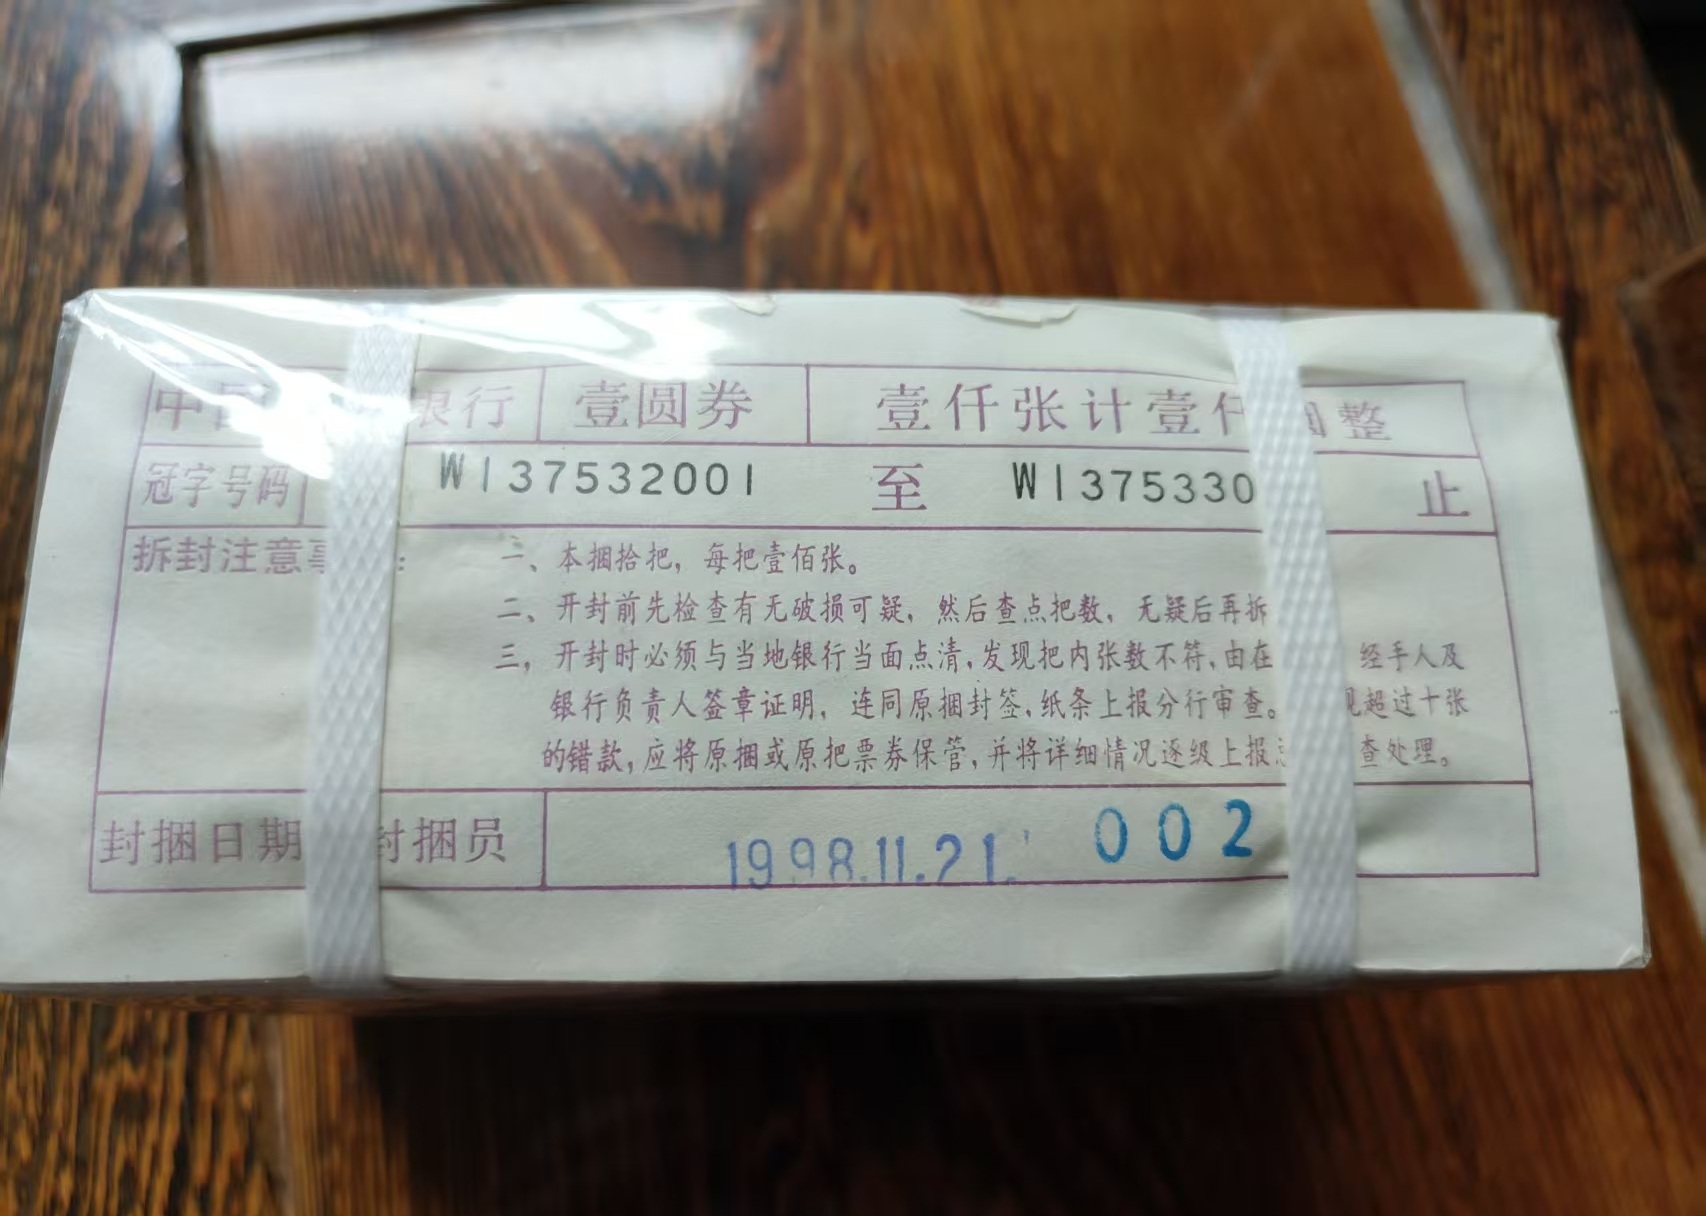 中国 银行 壹圆券 壹仟张计壹仟 圆整
冠字号码 W137532001 至 W1375330 止
拆封注意事 : 一、本捆拾把，每把壹佰张。
二、开封前先检查有无破损可疑，然后查点把数，无疑后再拆
三，开封时必须与当地银行当面点清，发现把内张数不符，由在 经手人及
银行负责人签章证明，连同原捆封签，纸条上报分行审查。 现超过十张
的错款，应将原捆或原把票券保管，并将详细情况逐级上报总 查处理。
封捆日期 封捆员 1998.11.21. 002